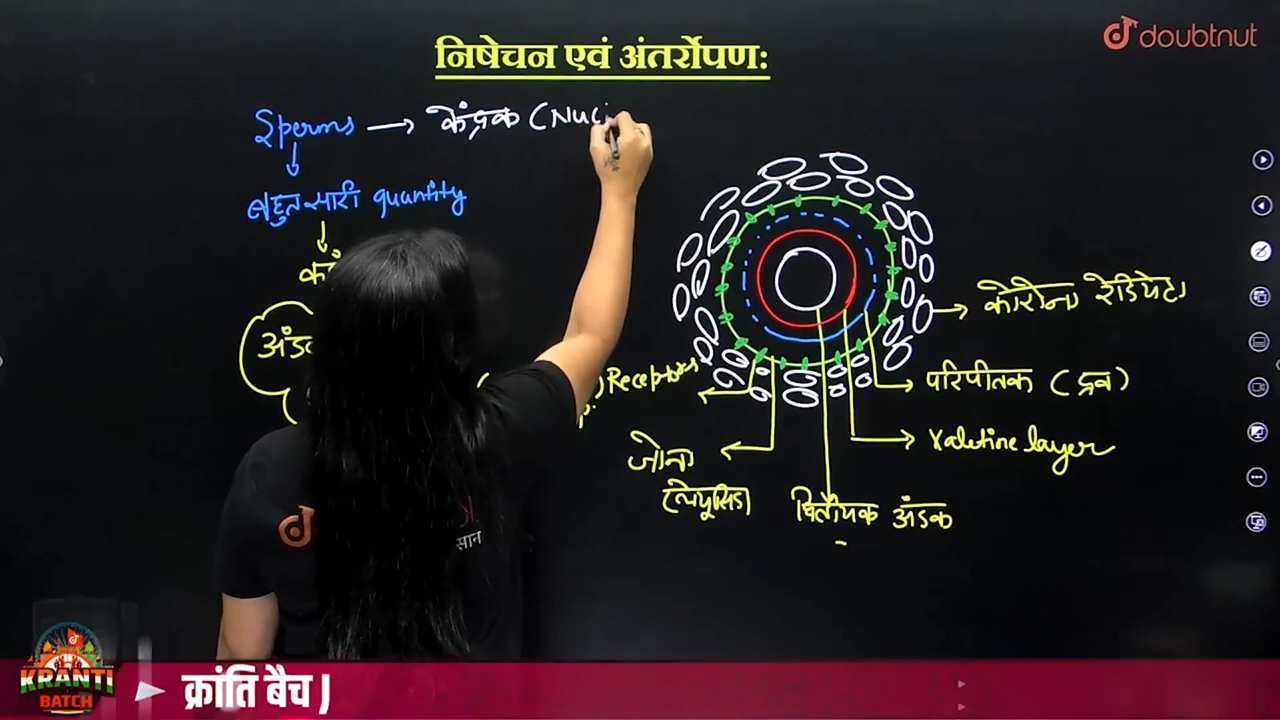 doubtnut
निषेचन एवं अंतर्रोपण:
Sperms → केंद्रक (Nucl
बहुत सारी quantity
अंड
Receptors
कोरोना रेडियेटा
परिपीतक (द्रव)
vitelline layer
जोना
पेलुसिडा
द्वितीयक अंडक
सान
KRANTI
BATCH
क्रांति बैच